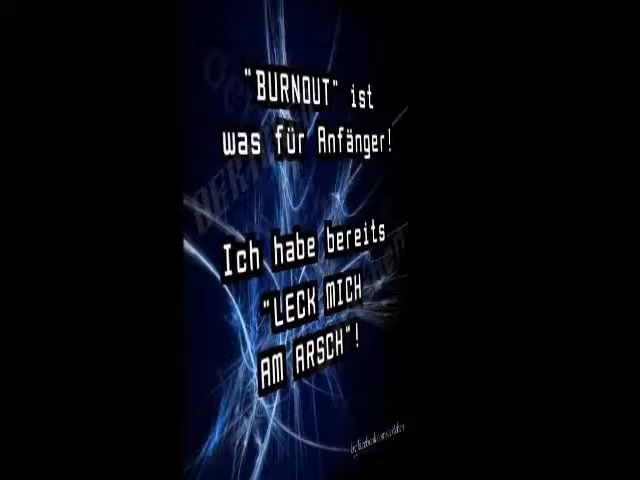 "BURNOUT" ist
was für Anfänger!
Ich habe bereits
"LECK MICH
AM ARSCH"!